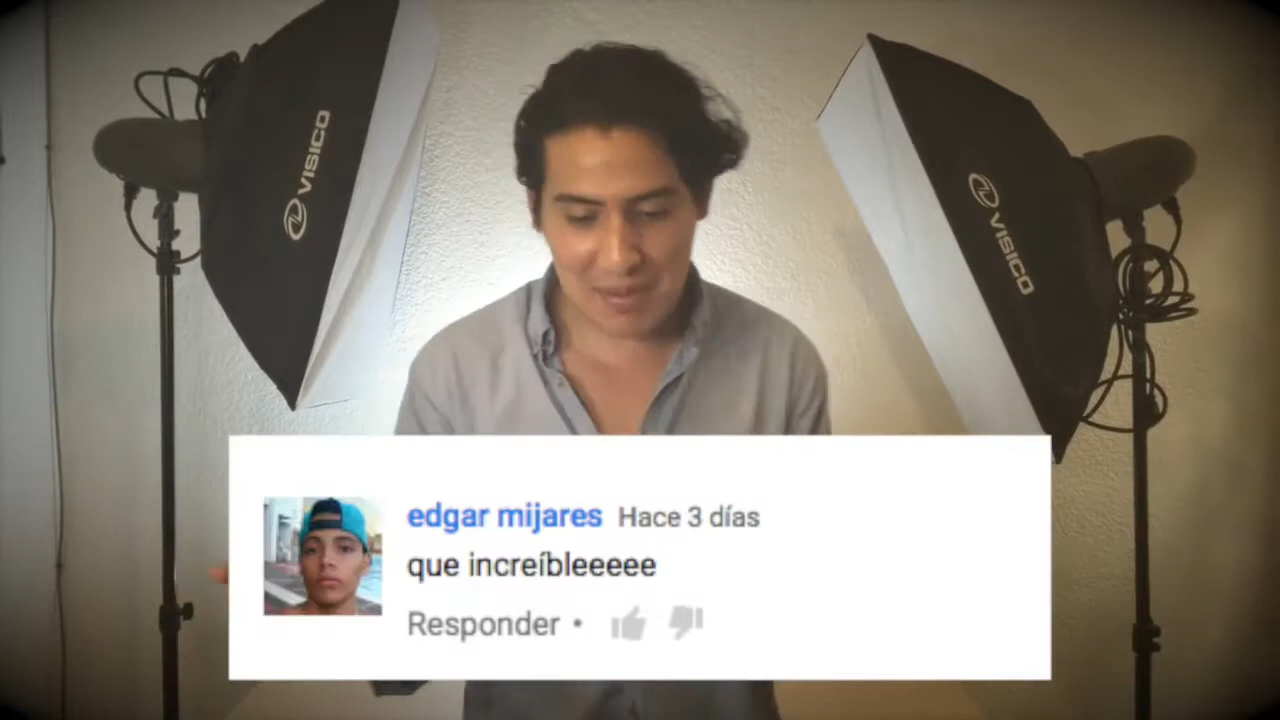 VISICO
VISICO
edgar mijares Hace 3 días
que increíbleeeee
Responder •